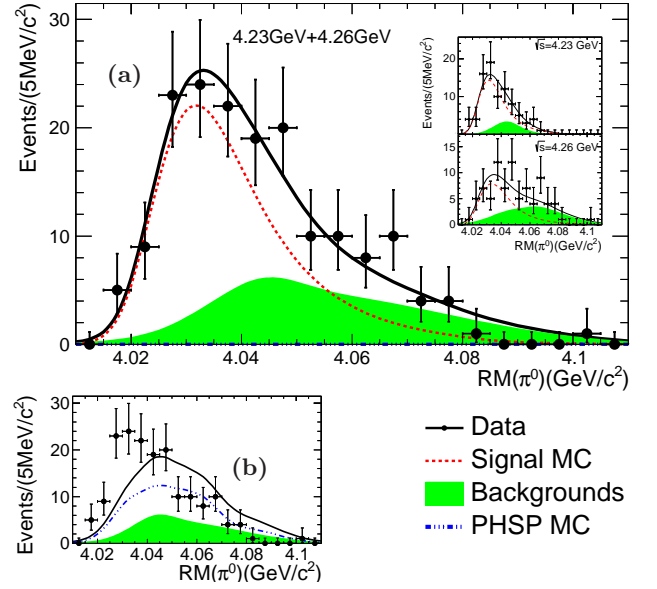 4.23GeV+4.26GeV
(a)
Events/(5MeV/c²)
30
20
10
0
4.02 4.04 4.06 4.08 4.1
RM(π⁰)(GeV/c²)
√s=4.23 GeV
Events/(5MeV/c²)
20
10
√s=4.26 GeV
15
10
5
0
4.02 4.04 4.06 4.08 4.1
RM(π⁰)(GeV/c²)
(b)
Events/(5MeV/c²)
30
20
10
0
4.02 4.04 4.06 4.08 4.1
RM(π⁰)(GeV/c²)
Data
Signal MC
Backgrounds
PHSP MC